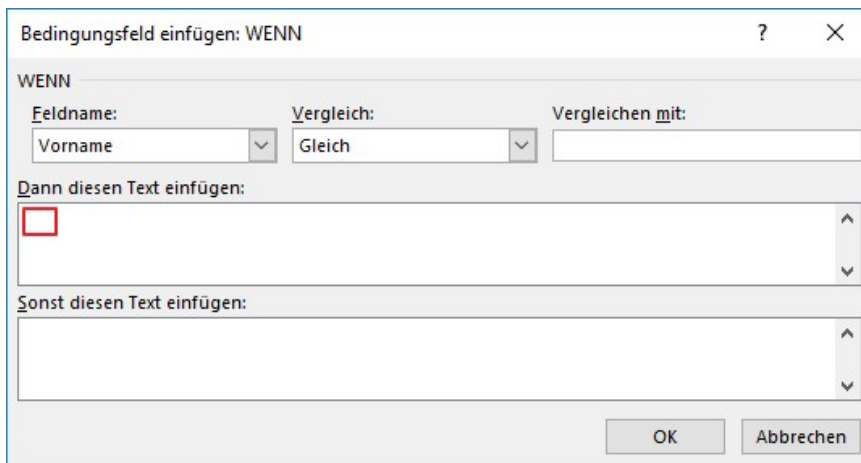 Bedingungsfeld einfügen: WENN ?
WENN
Feldname: Vergleich: Vergleichen mit:
Vorname Gleich
Dann diesen Text einfügen:
Sonst diesen Text einfügen:
OK Abbrechen